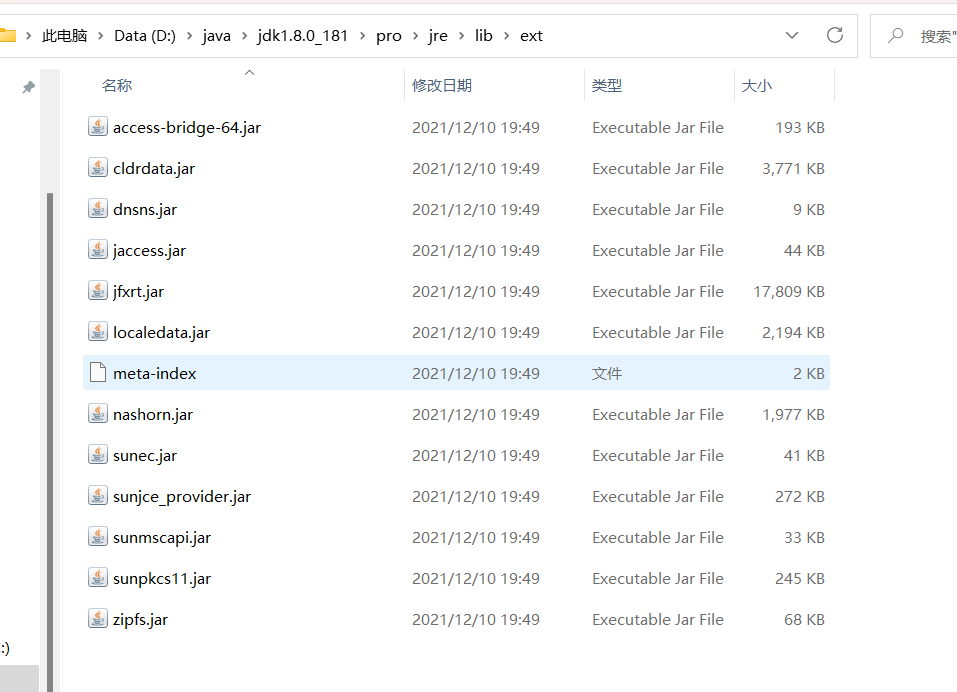 此电脑 > Data (D:) > java > jdk1.8.0_181 > pro > jre > lib > ext
搜索"
名称 修改日期 类型 大小
access-bridge-64.jar 2021/12/10 19:49 Executable Jar File 193 KB
cldrdata.jar 2021/12/10 19:49 Executable Jar File 3,771 KB
dnsns.jar 2021/12/10 19:49 Executable Jar File 9 KB
jaccess.jar 2021/12/10 19:49 Executable Jar File 44 KB
jfxrt.jar 2021/12/10 19:49 Executable Jar File 17,809 KB
localedata.jar 2021/12/10 19:49 Executable Jar File 2,194 KB
meta-index 2021/12/10 19:49 文件 2 KB
nashorn.jar 2021/12/10 19:49 Executable Jar File 1,977 KB
sunec.jar 2021/12/10 19:49 Executable Jar File 41 KB
sunjce_provider.jar 2021/12/10 19:49 Executable Jar File 272 KB
sunmscapi.jar 2021/12/10 19:49 Executable Jar File 33 KB
sunpkcs11.jar 2021/12/10 19:49 Executable Jar File 245 KB
zipfs.jar 2021/12/10 19:49 Executable Jar File 68 KB
:)